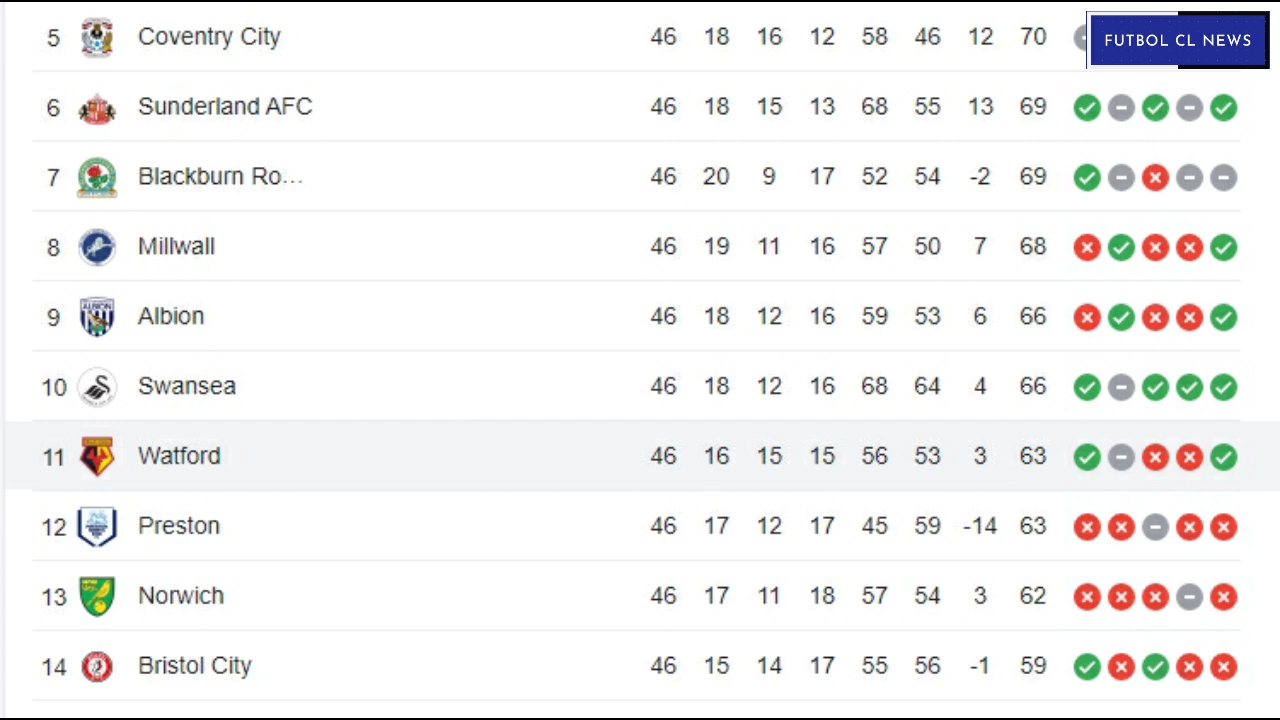 5 Coventry City 46 18 16 12 58 46 12 70
FUTBOL CL NEWS
6 Sunderland AFC 46 18 15 13 68 55 13 69
7 Blackburn Ro... 46 20 9 17 52 54 -2 69
8 Millwall 46 19 11 16 57 50 7 68
9 Albion 46 18 12 16 59 53 6 66
10 Swansea 46 18 12 16 68 64 4 66
11 Watford 46 16 15 15 56 53 3 63
12 Preston 46 17 12 17 45 59 -14 63
13 Norwich 46 17 11 18 57 54 3 62
14 Bristol City 46 15 14 17 55 56 -1 59